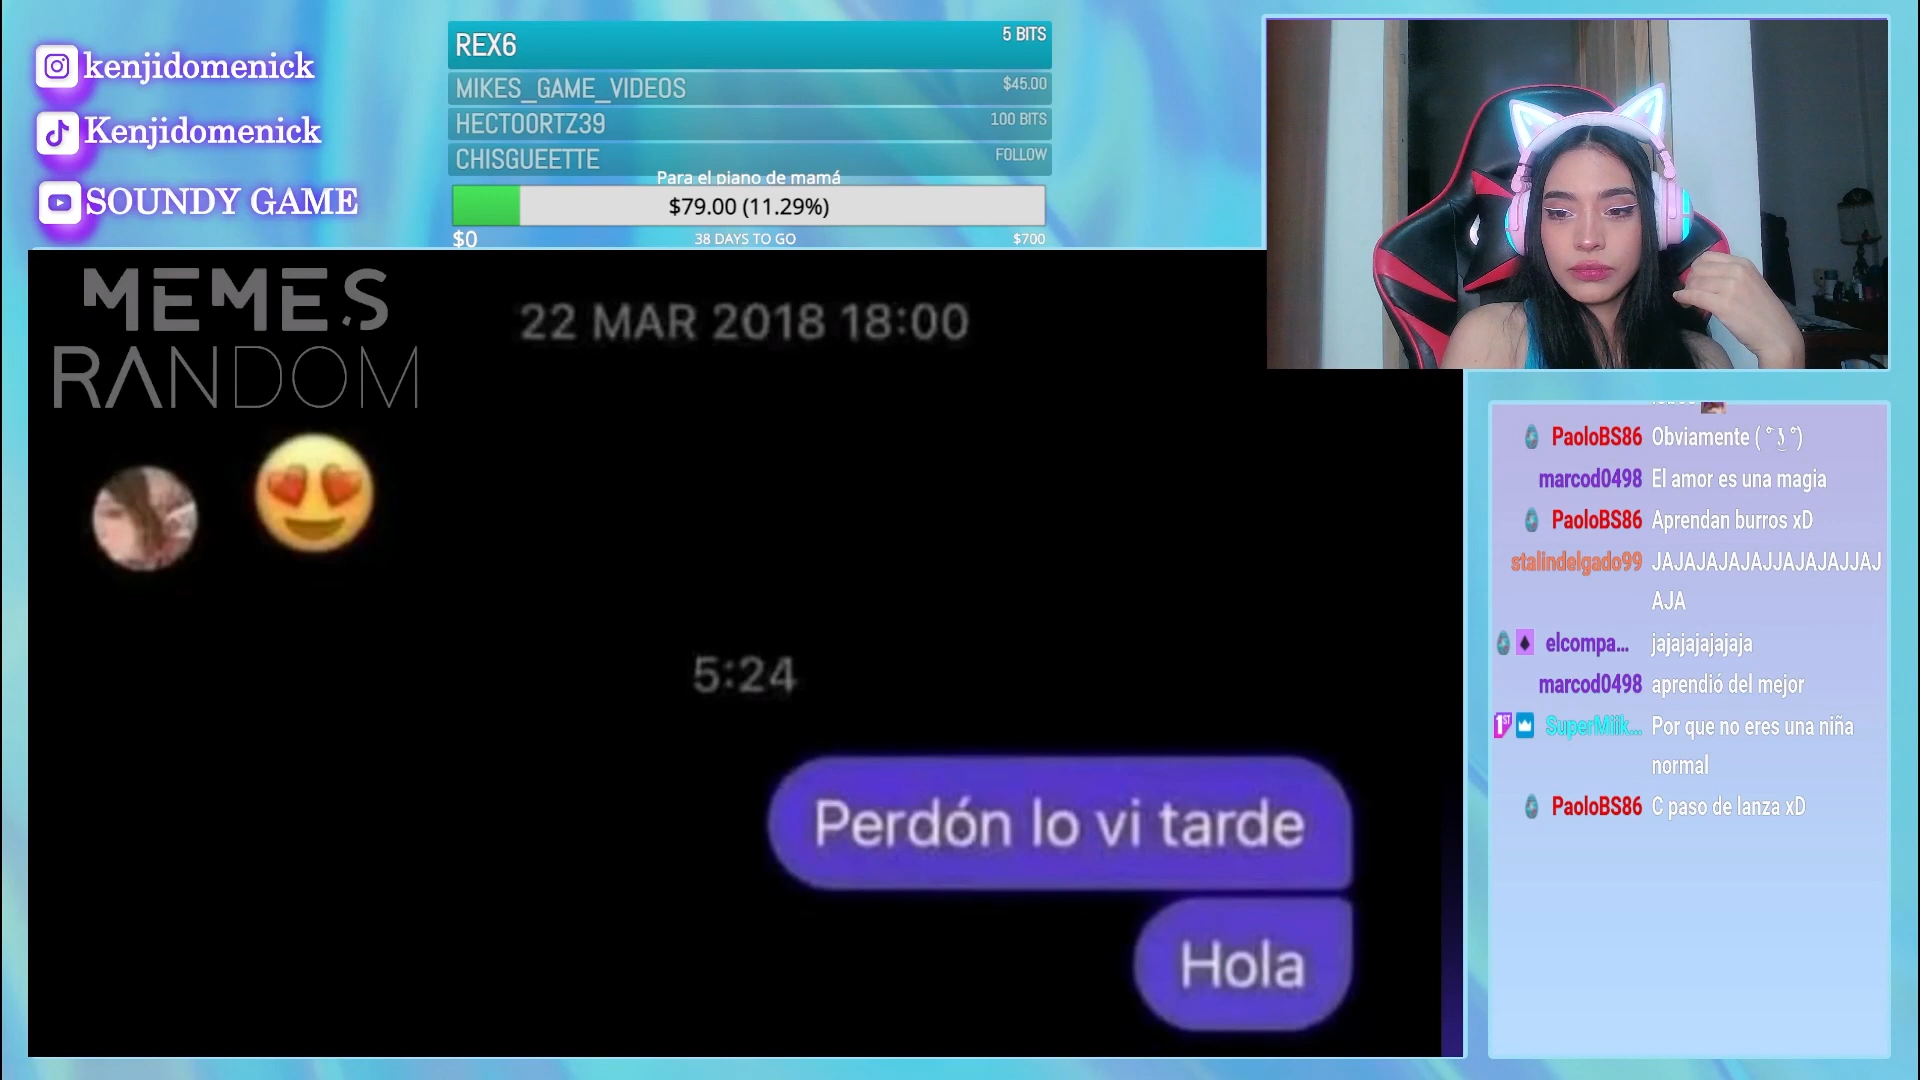 kenjidomenick
Kenjidomenick
SOUNDY GAME
REX6 5 BITS
MIKES_GAME_VIDEOS $45.00
HECTOORTZ39 100 BITS
CHISGUEETTE FOLLOW
Para el piano de mamá
$79.00 (11.29%)
$0 38 DAYS TO GO $700
MEMES
RANDOM
22 MAR 2018 18:00
5:24
Perdón lo vi tarde
Hola
PaoloBS86 Obviamente ( ͡° ͜ʖ ͡°)
marcod0498 El amor es una magia
PaoloBS86 Aprendan burros xD
stalindelgado99 JAJAJAJAJAJJAJAJAJJAJ
AJA
elcompa... jajajajajajaja
marcod0498 aprendió del mejor
1ST SuperMiik... Por que no eres una niña
normal
PaoloBS86 C paso de lanza xD